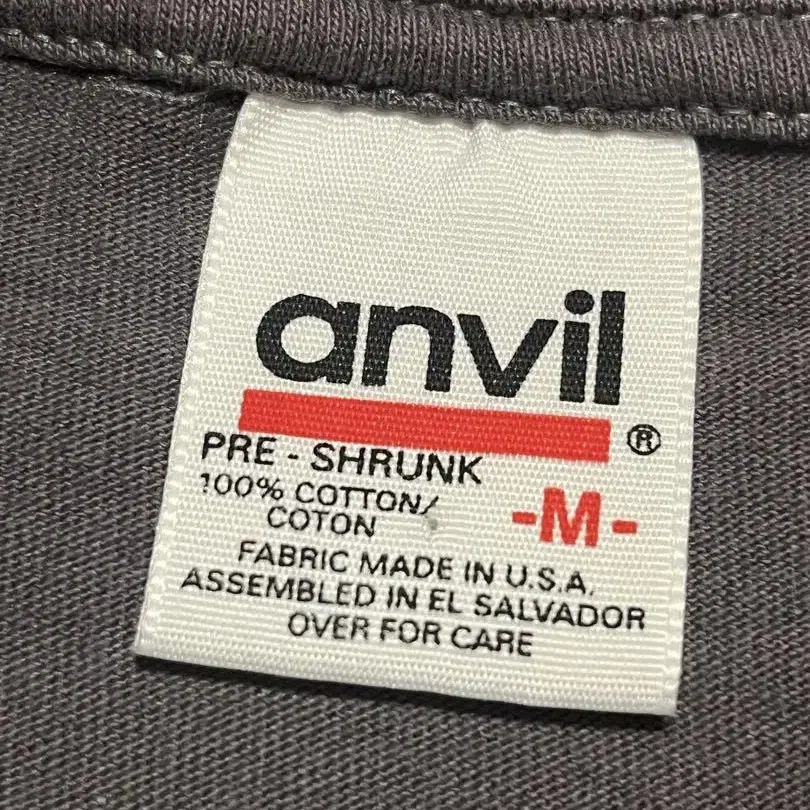 anvil®
PRE - SHRUNK
100% COTTON/
COTON
-M-
FABRIC MADE IN U.S.A.
ASSEMBLED IN EL SALVADOR
OVER FOR CARE